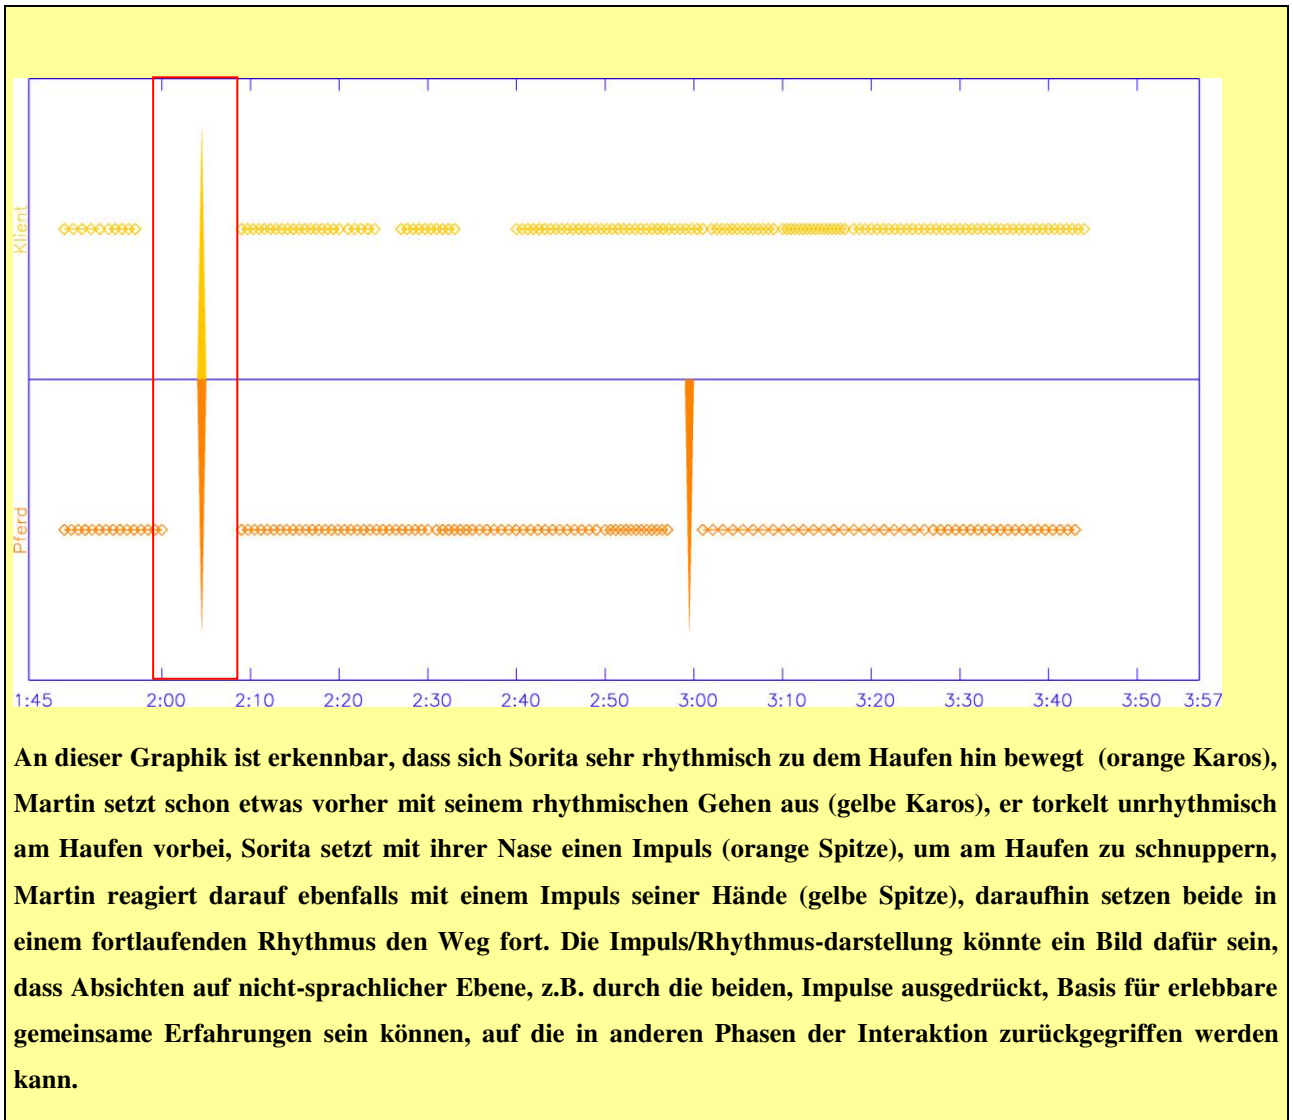 Klient
Pferd
1:45 2:00 2:10 2:20 2:30 2:40 2:50 3:00 3:10 3:20 3:30 3:40 3:50 3:57
An dieser Graphik ist erkennbar, dass sich Sorita sehr rhythmisch zu dem Haufen hin bewegt (orange Karos),
Martin setzt schon etwas vorher mit seinem rhythmischen Gehen aus (gelbe Karos), er torkelt unrhythmisch
am Haufen vorbei, Sorita setzt mit ihrer Nase einen Impuls (orange Spitze), um am Haufen zu schnuppern,
Martin reagiert darauf ebenfalls mit einem Impuls seiner Hände (gelbe Spitze), daraufhin setzen beide in
einem fortlaufenden Rhythmus den Weg fort. Die Impuls/Rhythmus-darstellung könnte ein Bild dafür sein,
dass Absichten auf nicht-sprachlicher Ebene, z.B. durch die beiden, Impulse ausgedrückt, Basis für erlebbare
gemeinsame Erfahrungen sein können, auf die in anderen Phasen der Interaktion zurückgegriffen werden
kann.